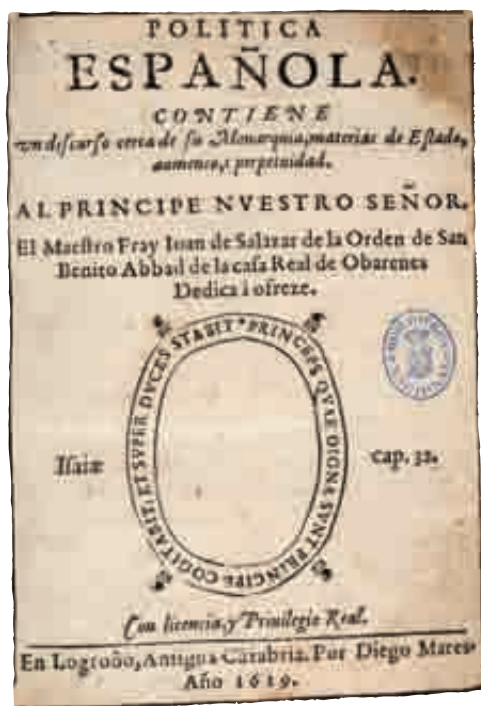 POLITICA
ESPAÑOLA.
CONTIENE
vn discurso cerca de su Monarquia, materias de Estado,
aumento, i perpetuidad.
AL PRINCIPE NVESTRO SEÑOR.
El Maestro Fray Iuan de Salazar de la Orden de San
Benito Abbad de la casa Real de Obarenes
Dedica i ofreze.
PRINCEPS QVAE DIGNA SVNT PRINCIPE COGITABIT; ET SVPER DVCES STABIT
Isaiæ
cap. 32.
Con licencia, y Priuilegio Real.
En Logroño, Antigua Cātabria. Por Diego Mares
Año 1619.